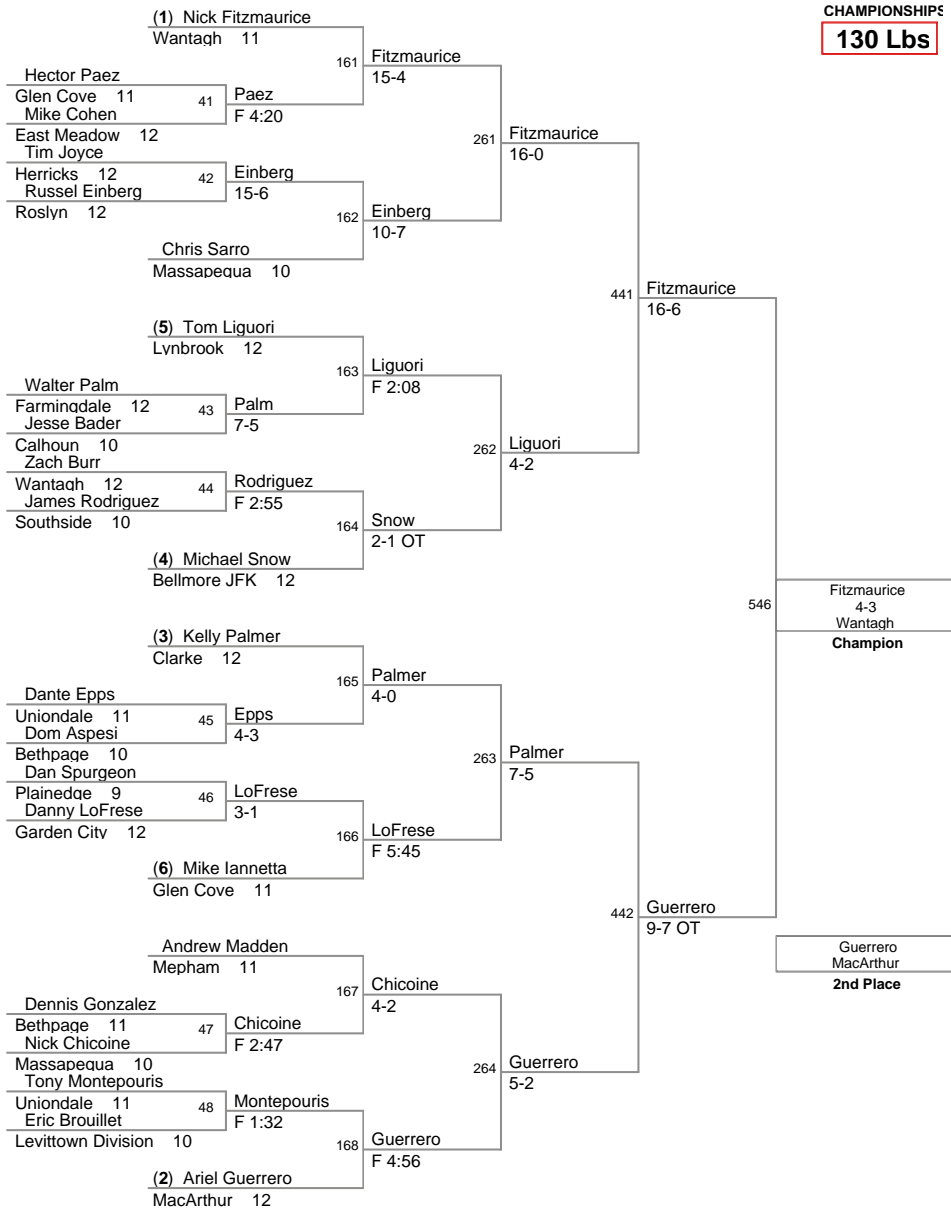 CHAMPIONSHIPS
130 Lbs
(1) Nick Fitzmaurice
Wantagh 11
161
Fitzmaurice
15-4
Hector Paez
Glen Cove 11
41
Paez
F 4:20
Mike Cohen
East Meadow 12
261
Fitzmaurice
16-0
Tim Joyce
Herricks 12
42
Einberg
15-6
Russel Einberg
Roslyn 12
162
Einberg
10-7
Chris Sarro
Massapequa 10
441
Fitzmaurice
16-6
(5) Tom Liguori
Lynbrook 12
163
Liguori
F 2:08
Walter Palm
Farmingdale 12
43
Palm
7-5
Jesse Bader
Calhoun 10
262
Liguori
4-2
Zach Burr
Wantagh 12
44
Rodriguez
F 2:55
James Rodriguez
Southside 10
164
Snow
2-1 OT
(4) Michael Snow
Bellmore JFK 12
546
Fitzmaurice
4-3
Wantagh
Champion
(3) Kelly Palmer
Clarke 12
165
Palmer
4-0
Dante Epps
Uniondale 11
45
Epps
4-3
Dom Aspesi
Bethpage 10
263
Palmer
7-5
Dan Spurgeon
Plainedge 9
46
LoFrese
3-1
Danny LoFrese
Garden City 12
166
LoFrese
F 5:45
(6) Mike Iannetta
Glen Cove 11
442
Guerrero
9-7 OT
Guerrero
MacArthur
2nd Place
Andrew Madden
Mepham 11
167
Chicoine
4-2
Dennis Gonzalez
Bethpage 11
47
Chicoine
F 2:47
Nick Chicoine
Massapequa 10
264
Guerrero
5-2
Tony Montepouris
Uniondale 11
48
Montepouris
F 1:32
Eric Brouillet
Levittown Division 10
168
Guerrero
F 4:56
(2) Ariel Guerrero
MacArthur 12